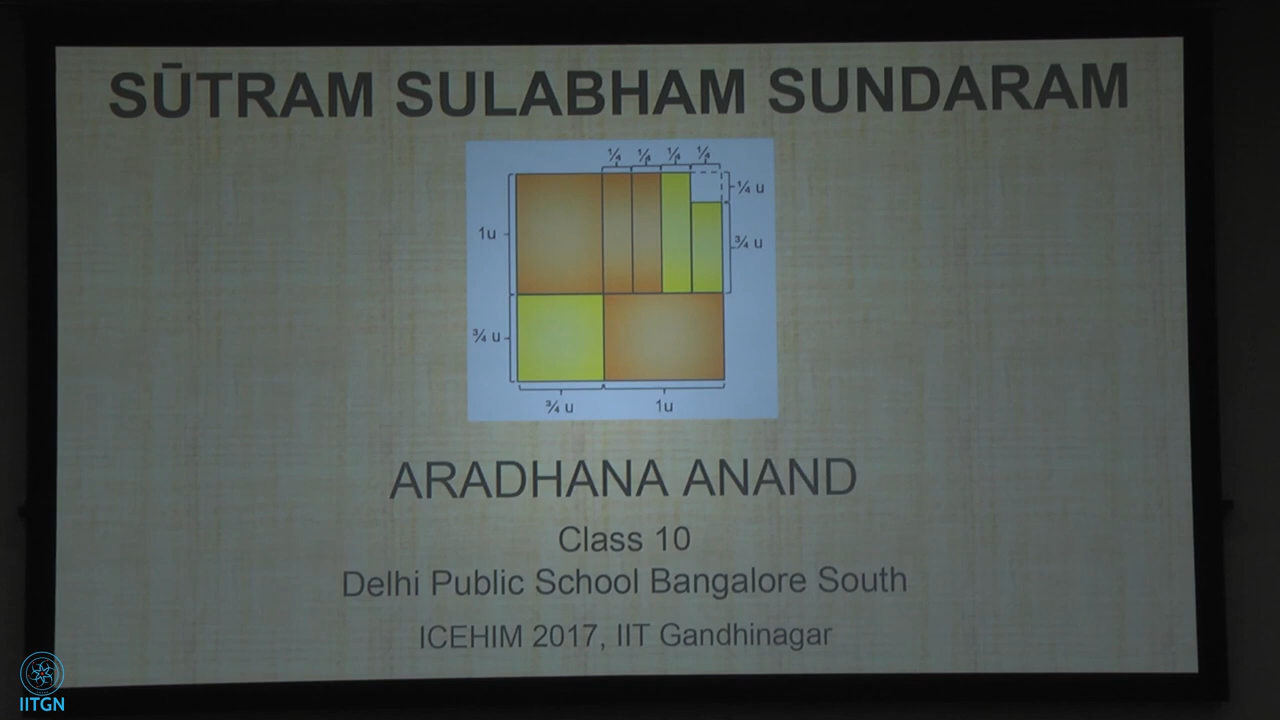 SŪTRAM SULABHAM SUNDARAM
¼ ¼ ¼ ¼
¼ u
1u
¾ u
¾ u
¾ u 1u
ARADHANA ANAND
Class 10
Delhi Public School Bangalore South
ICEHIM 2017, IIT Gandhinagar
IITGN